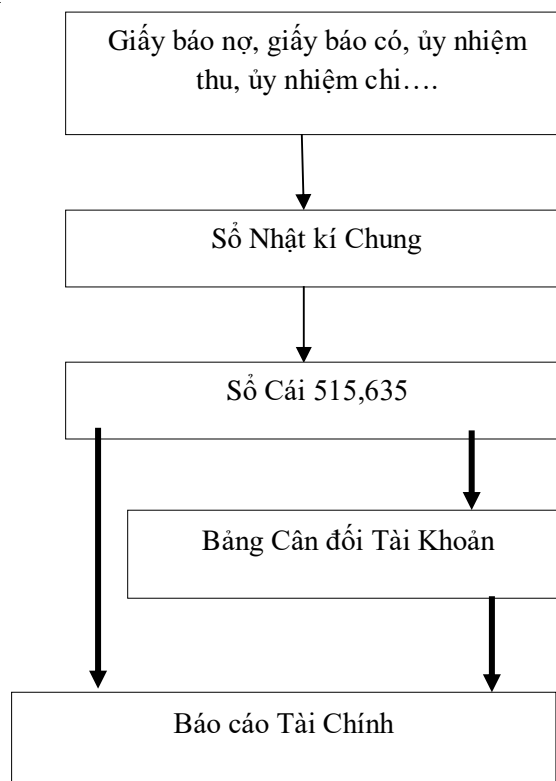 Giấy báo nợ, giấy báo có, ủy nhiệm
thu, ủy nhiệm chi….
Sổ Nhật kí Chung
Sổ Cái 515,635
Bảng Cân đối Tài Khoản
Báo cáo Tài Chính